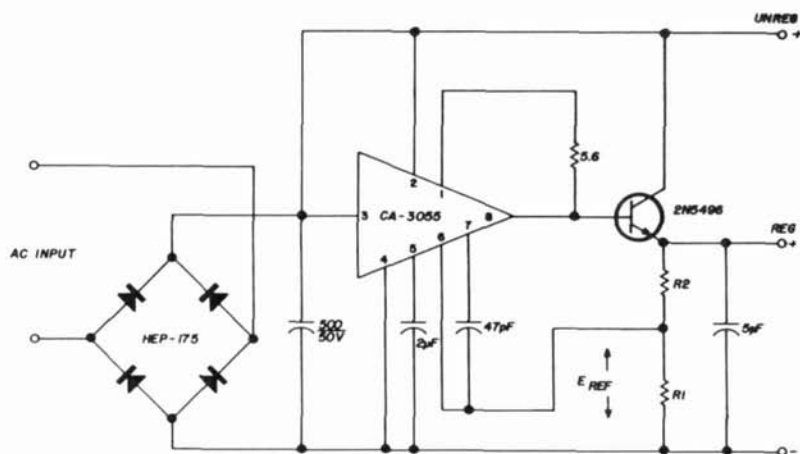 UNREG
+
2
1
5.6
3
CA-3055
8
2N5496
7
6
5
4
REG
+
AC INPUT
HEP-175
500
50V
2µF
47pF
R2
5µF
E REF
R1
-